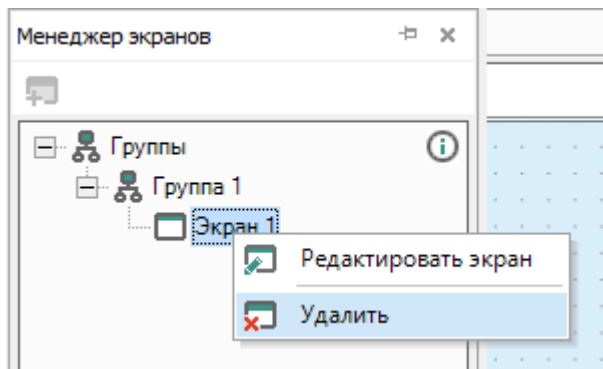 Менеджер экранов
Группы
Группа 1
Экран 1
Редактировать экран
Удалить